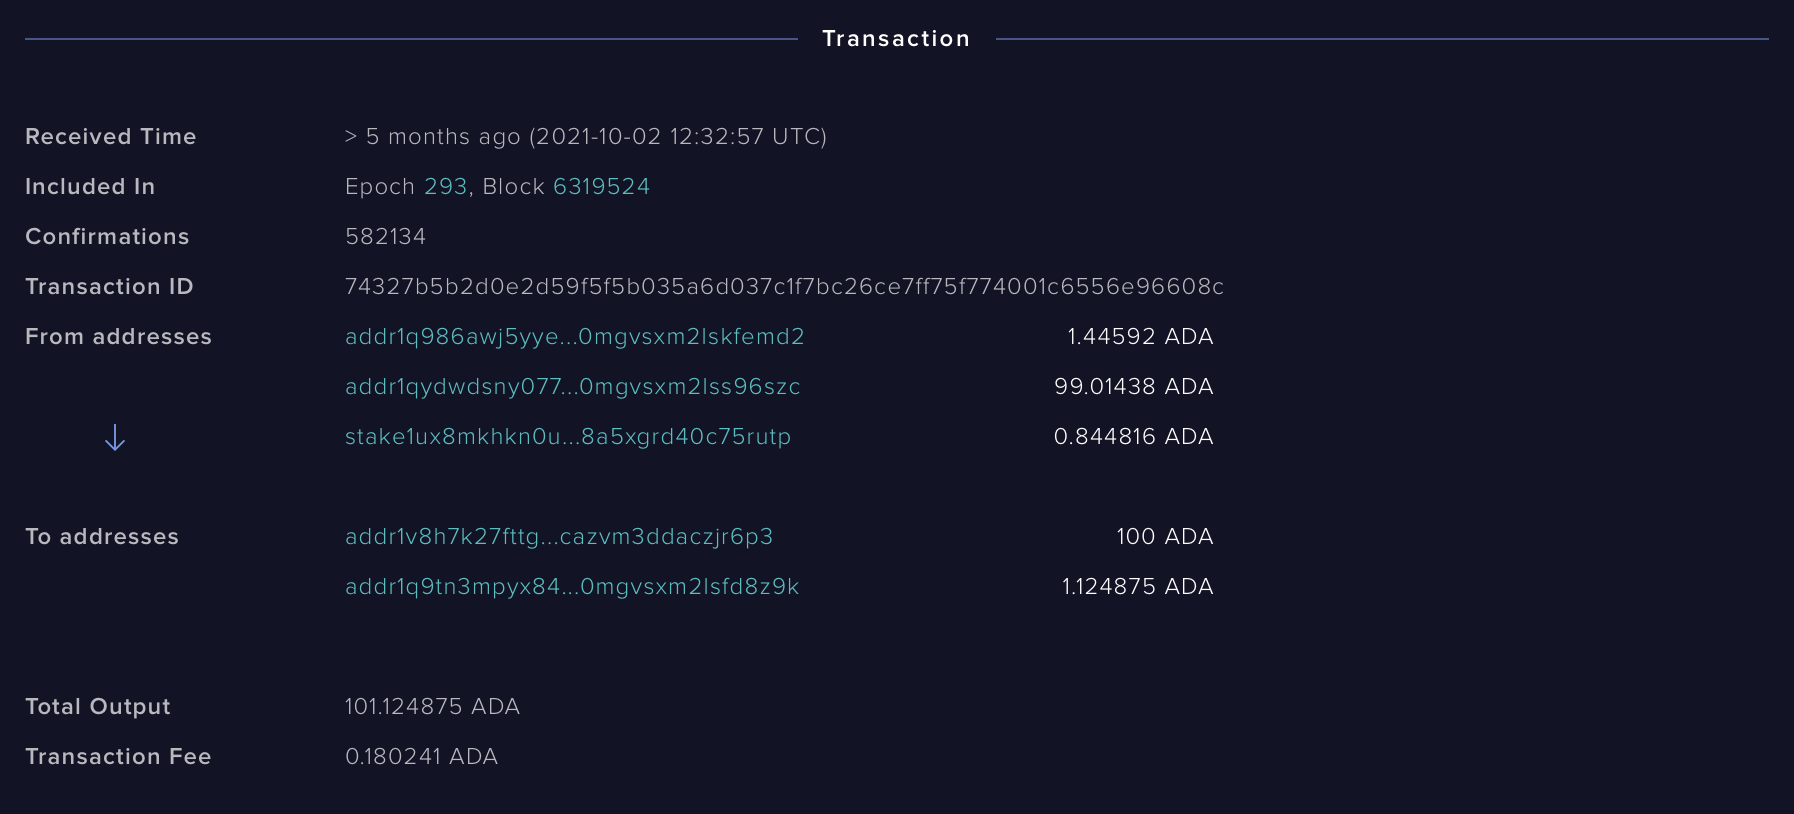 Transaction
Received Time > 5 months ago (2021-10-02 12:32:57 UTC)
Included In Epoch 293, Block 6319524
Confirmations 582134
Transaction ID 74327b5b2d0e2d59f5f5b035a6d037c1f7bc26ce7ff75f774001c6556e96608c
From addresses addr1q986awj5yye...0mgvsxm2lskfemd2 1.44592 ADA
addr1qydwdsny077...0mgvsxm2lss96szc 99.01438 ADA
stake1ux8mkhkn0u...8a5xgrd40c75rutp 0.844816 ADA
To addresses addr1v8h7k27fttg...cazvm3ddaczjr6p3 100 ADA
addr1q9tn3mpyx84...0mgvsxm2lsfd8z9k 1.124875 ADA
Total Output 101.124875 ADA
Transaction Fee 0.180241 ADA